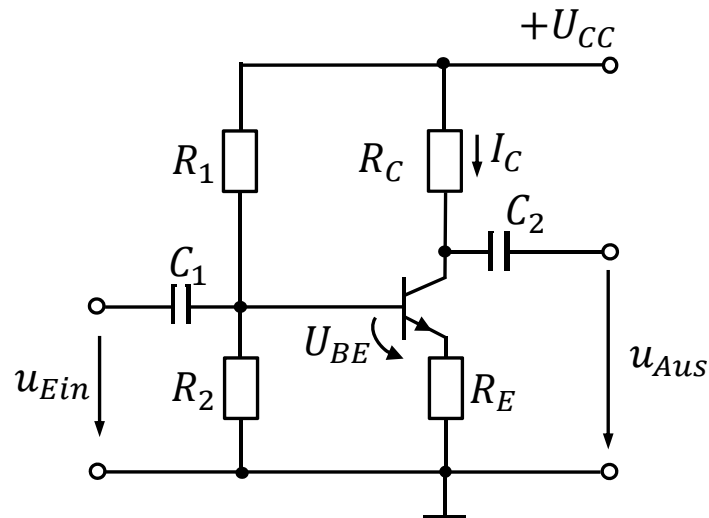 +U_CC
R_1
R_C
I_C
C_1
C_2
U_BE
u_Ein
R_2
R_E
u_Aus